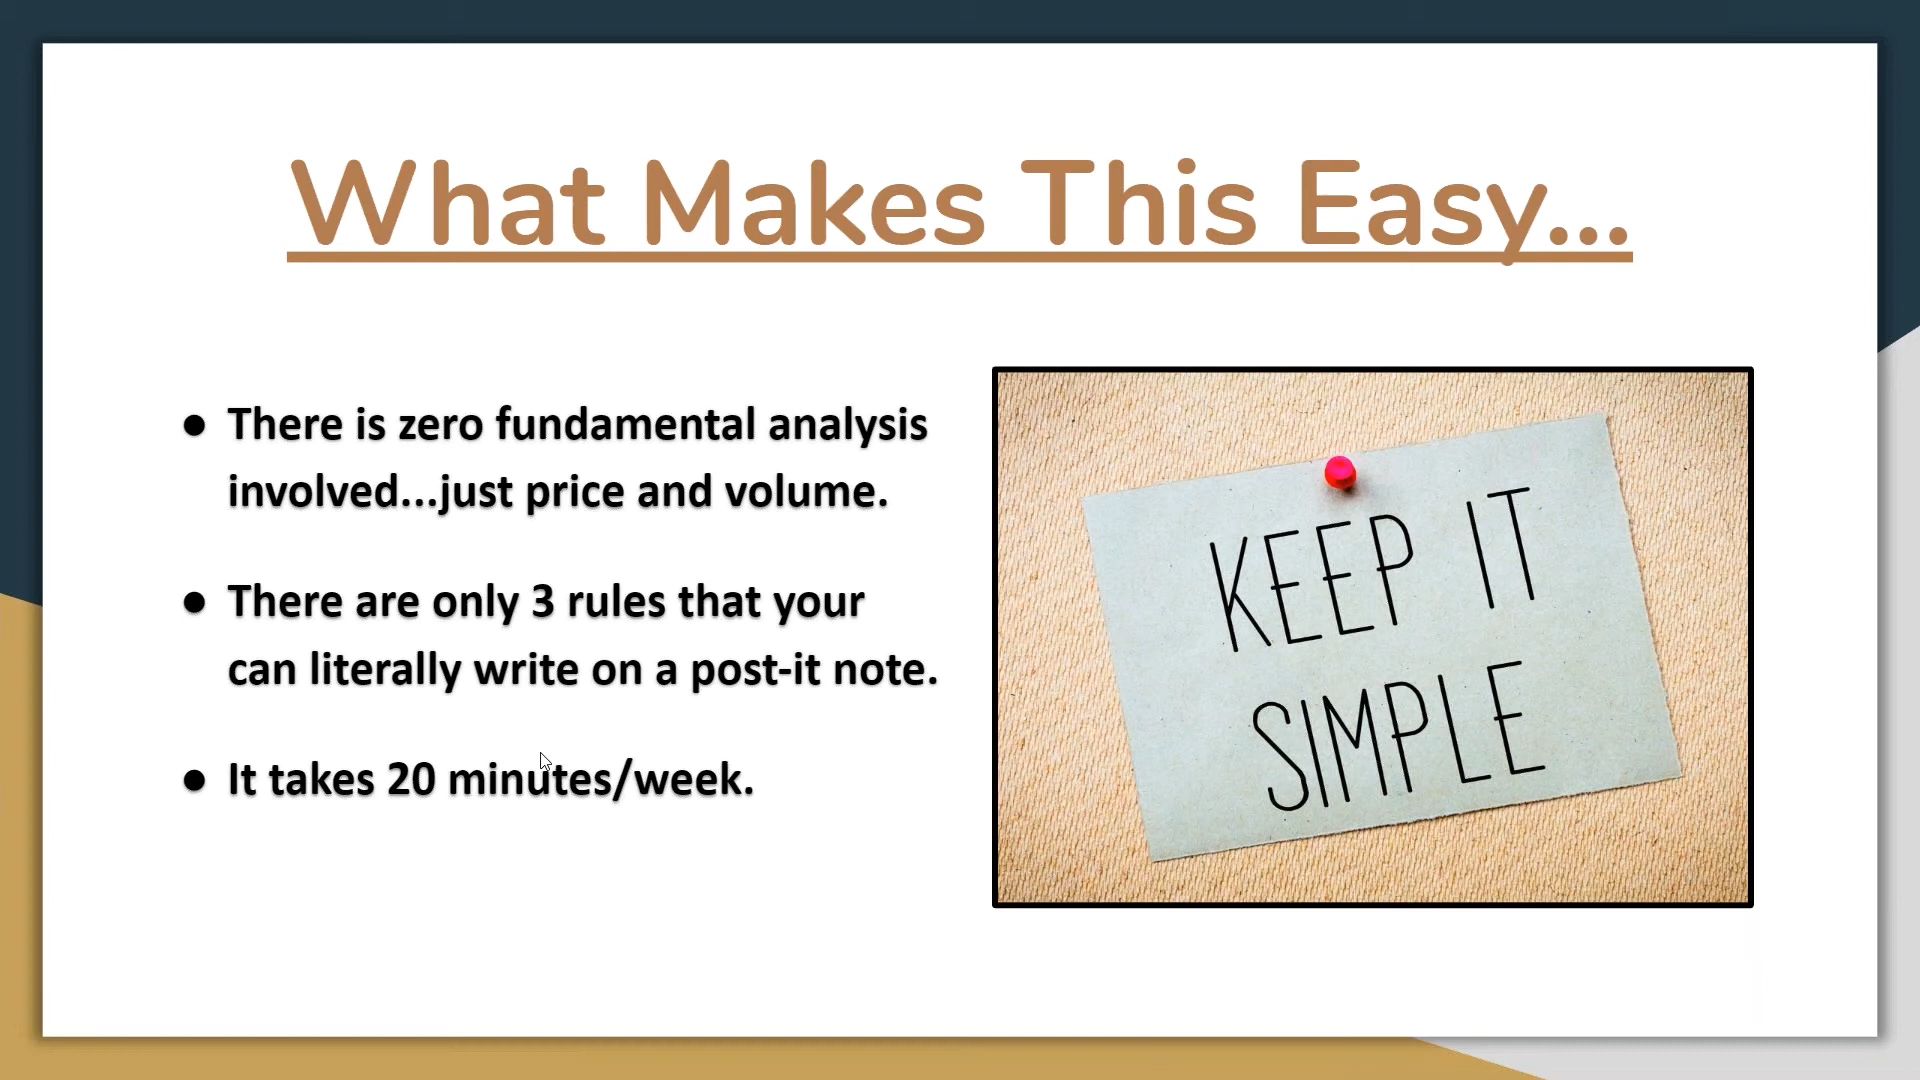 What Makes This Easy...
● There is zero fundamental analysis
involved...just price and volume.
● There are only 3 rules that your
can literally write on a post-it note.
● It takes 20 minutes/week.
KEEP IT
SIMPLE